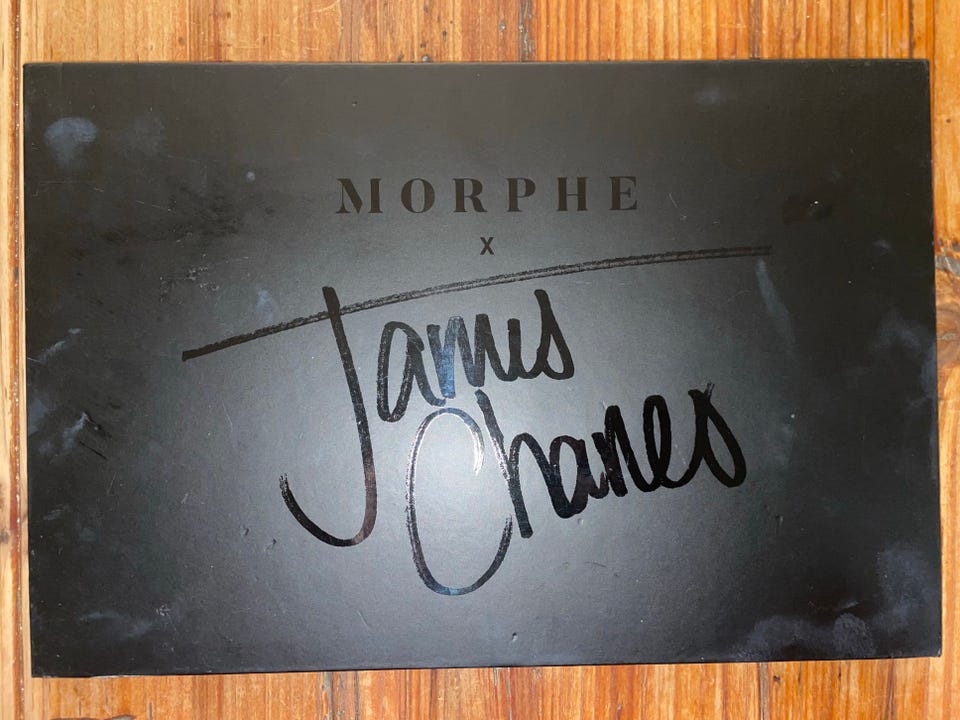 MORPHE
X
James
Charles